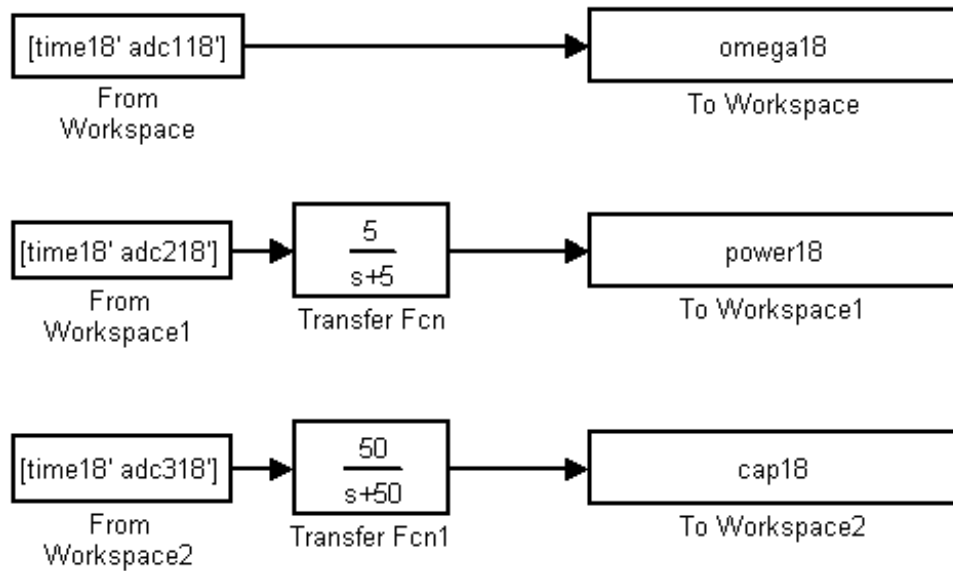 [time18' adc118']
omega18
From
Workspace
To Workspace
[time18' adc218']
5
s+5
power18
From
Workspace1
Transfer Fcn
To Workspace1
[time18' adc318']
50
s+50
cap18
From
Workspace2
Transfer Fcn1
To Workspace2